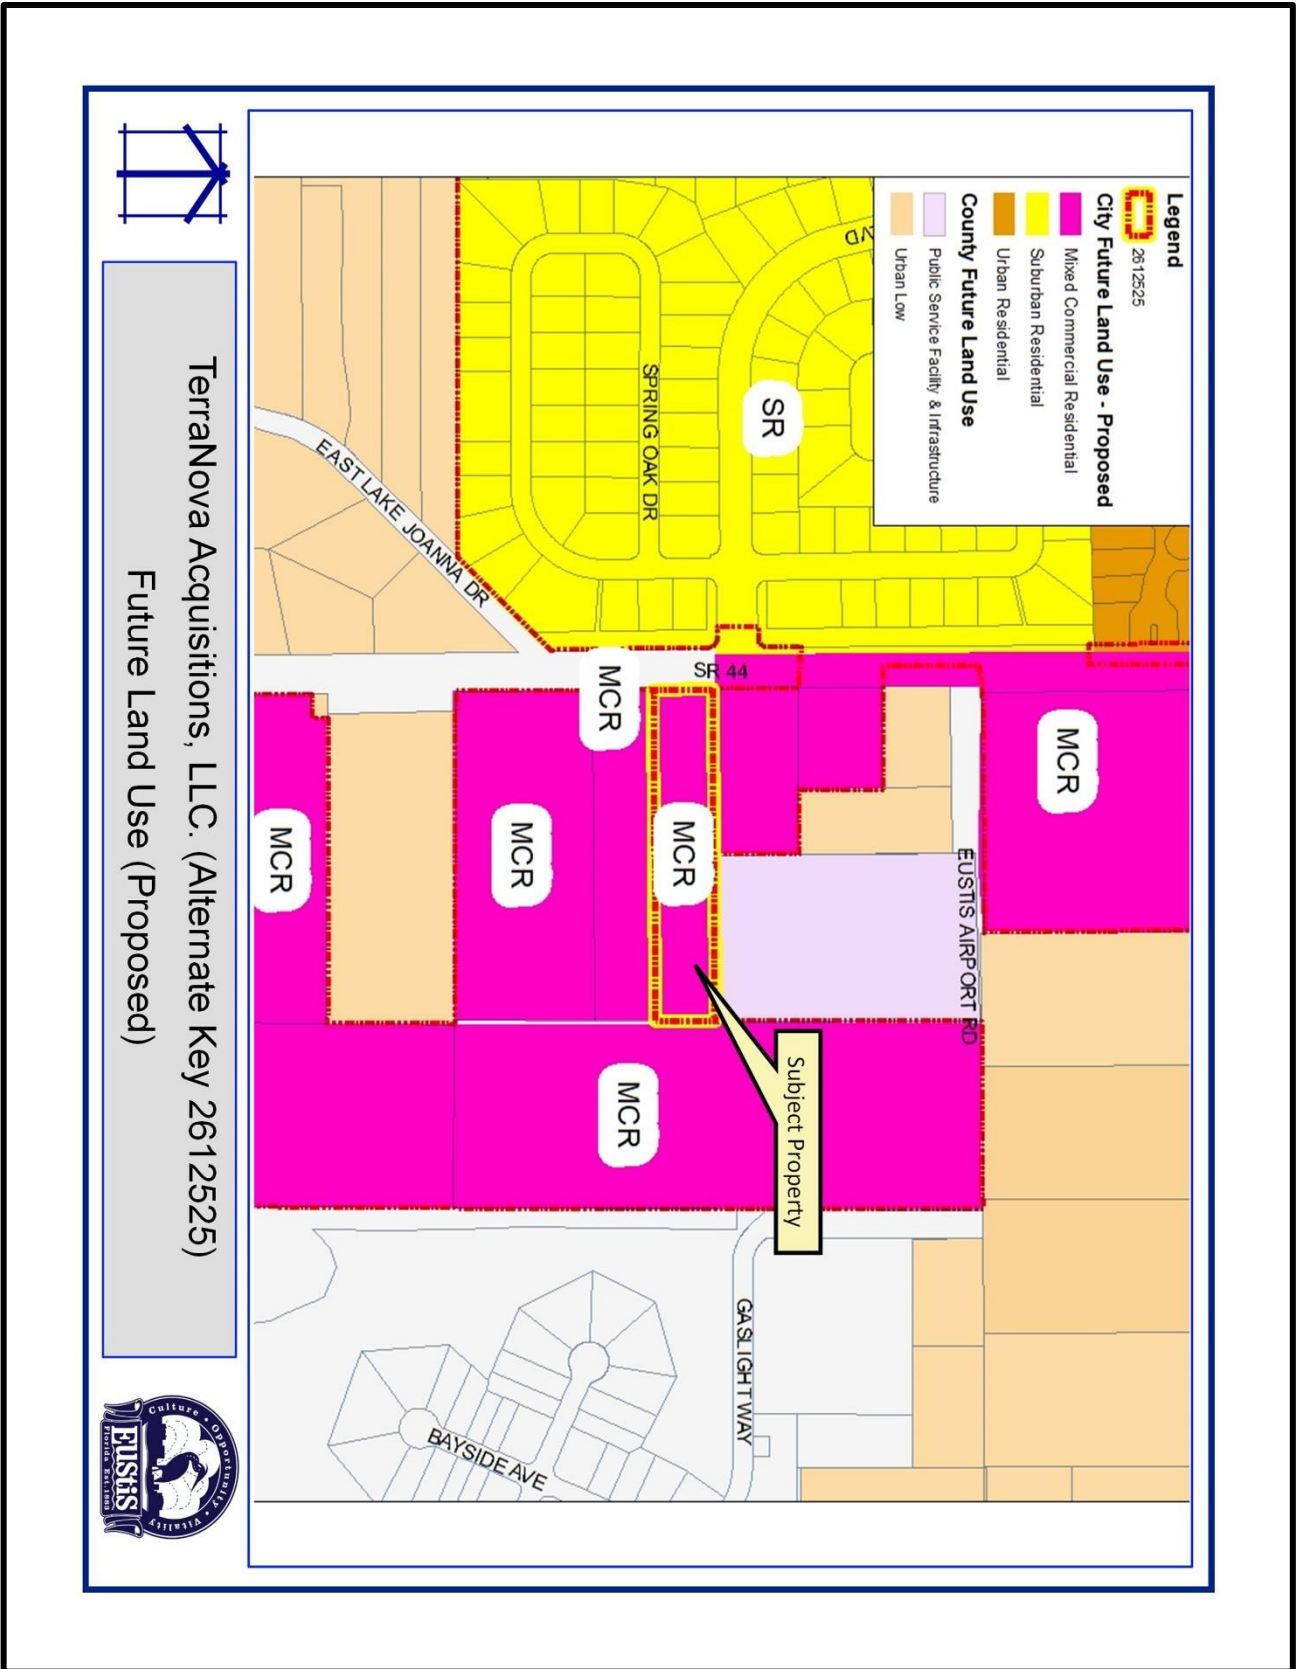 Legend
2612525
City Future Land Use - Proposed
Mixed Commercial Residential
Suburban Residential
Urban Residential
County Future Land Use
Public Service Facility & Infrastructure
Urban Low
VD
SR
SPRING OAK DR
EAST LAKE JOANNA DR
SR 44
MCR
MCR
MCR
MCR
MCR
MCR
EUSTIS AIRPORT RD
Subject Property
GASLIGHT WAY
BAYSIDE AVE
TerraNova Acquisitions, LLC. (Alternate Key 2612525)
Future Land Use (Proposed)
Culture • Opportunity • Vitality
EUSTIS
Florida Est. 1883